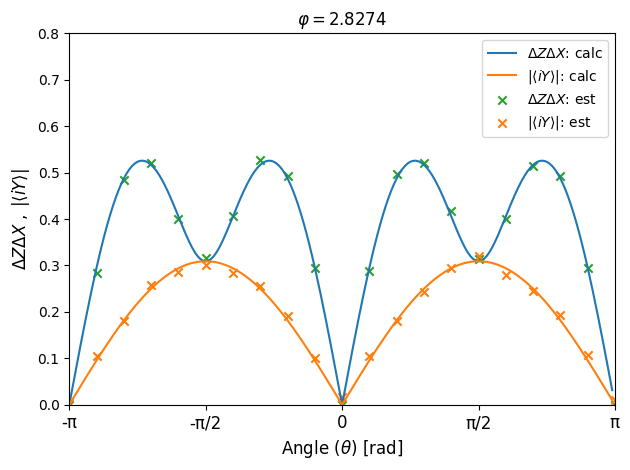 φ = 2.8274
0.8
0.7
0.6
0.5
0.4
0.3
0.2
0.1
0.0
ΔZΔX , |⟨iY⟩|
ΔZΔX: calc
|⟨iY⟩|: calc
ΔZΔX: est
|⟨iY⟩|: est
-π -π/2 0 π/2 π
Angle (θ) [rad]